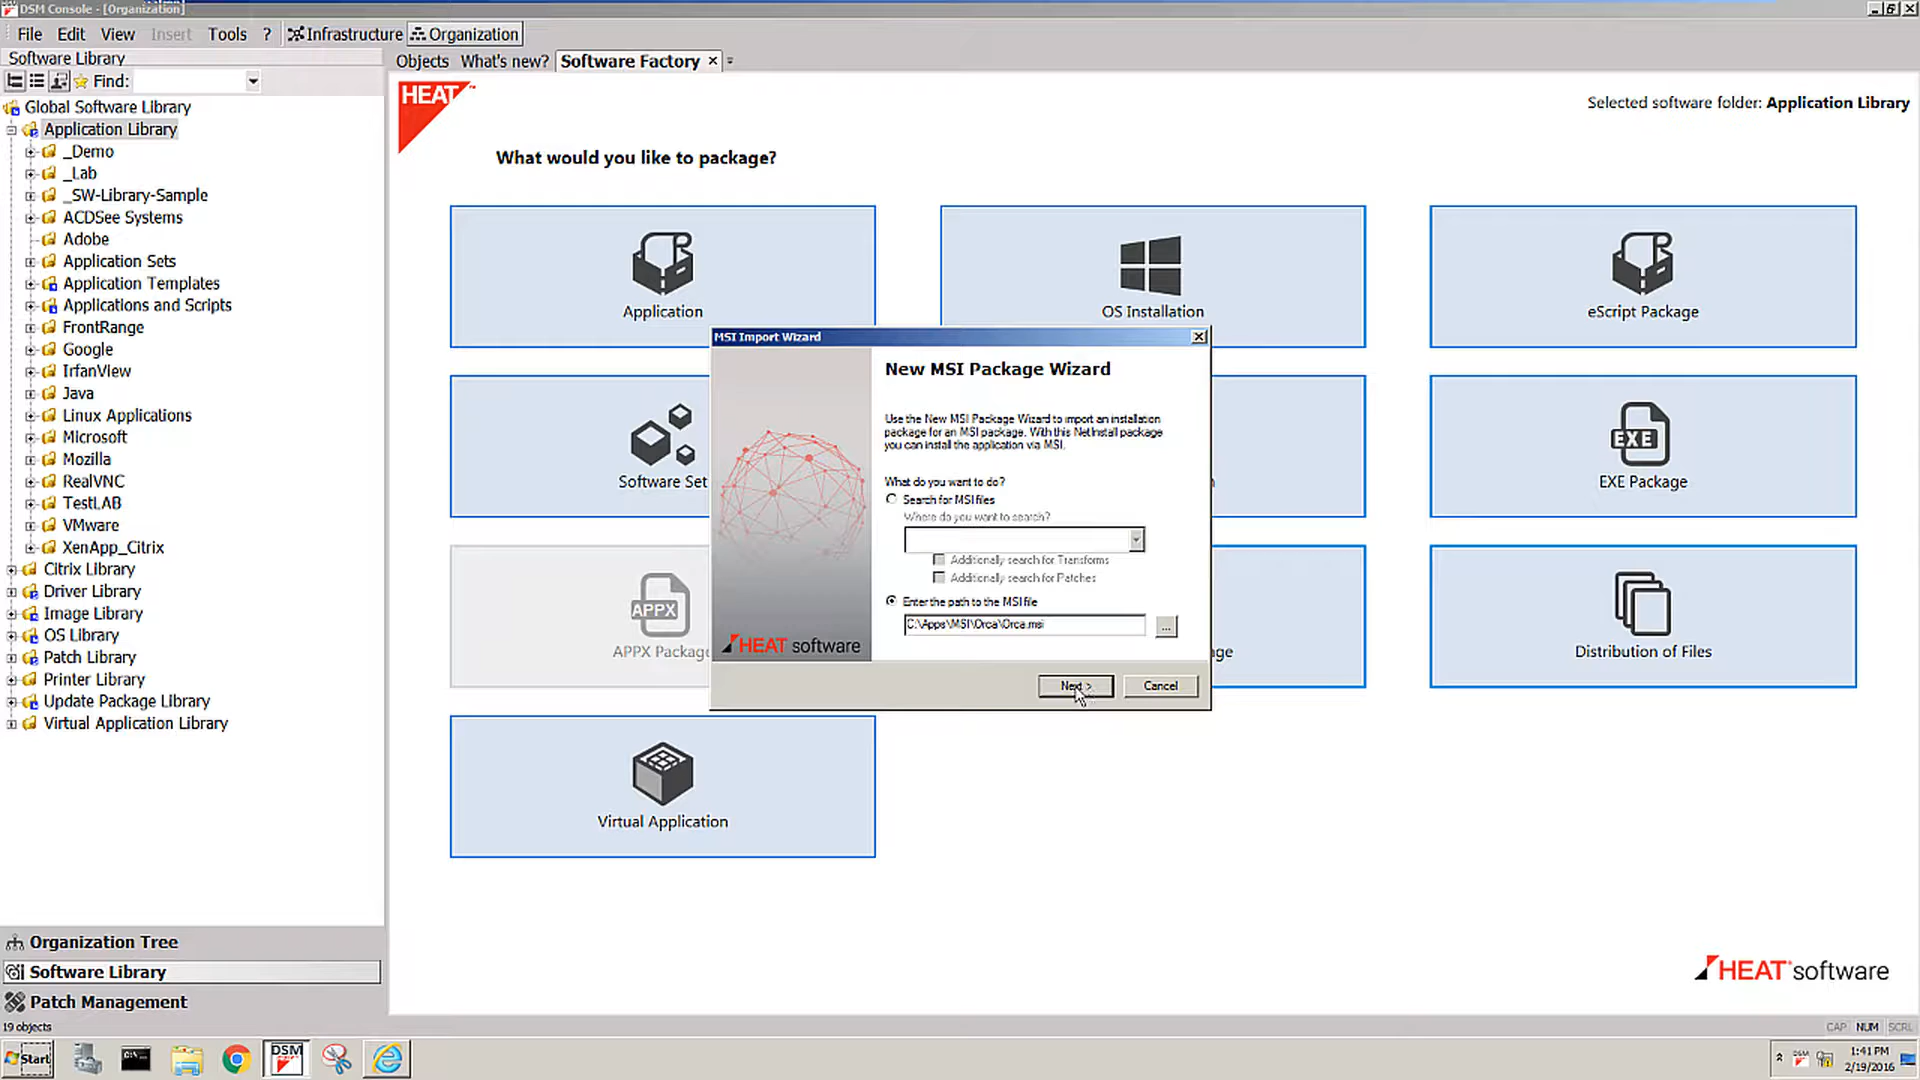 DSM Console - [Organization]
File Edit View Insert Tools ? Infrastructure Organization
Software Library
Find:
Global Software Library
Application Library
_Demo
_Lab
_SW-Library-Sample
ACDSee Systems
Adobe
Application Sets
Application Templates
Applications and Scripts
FrontRange
Google
IrfanView
Java
Linux Applications
Microsoft
Mozilla
RealVNC
TestLAB
VMware
XenApp_Citrix
Citrix Library
Driver Library
Image Library
OS Library
Patch Library
Printer Library
Update Package Library
Virtual Application Library
Organization Tree
Software Library
Patch Management
19 objects
Objects What's new? Software Factory ×
HEAT™
Selected software folder: Application Library
What would you like to package?
Application
OS Installation
eScript Package
Software Set
EXE
EXE Package
APPX
APPX Package
Distribution of Files
Virtual Application
MSI Import Wizard
New MSI Package Wizard
Use the New MSI Package Wizard to import an installation
package for an MSI package. With this NetInstall package
you can install the application via MSI.
What do you want to do?
Search for MSI files
Where do you want to search?
Additionally search for Transforms
Additionally search for Patches
Enter the path to the MSI file
C:\Apps\MSI\Orca\Orca.msi
...
HEAT software
Next >
Cancel
HEAT software
CAP NUM SCRL
Start
DSM
DSM
1:41 PM
2/19/2016